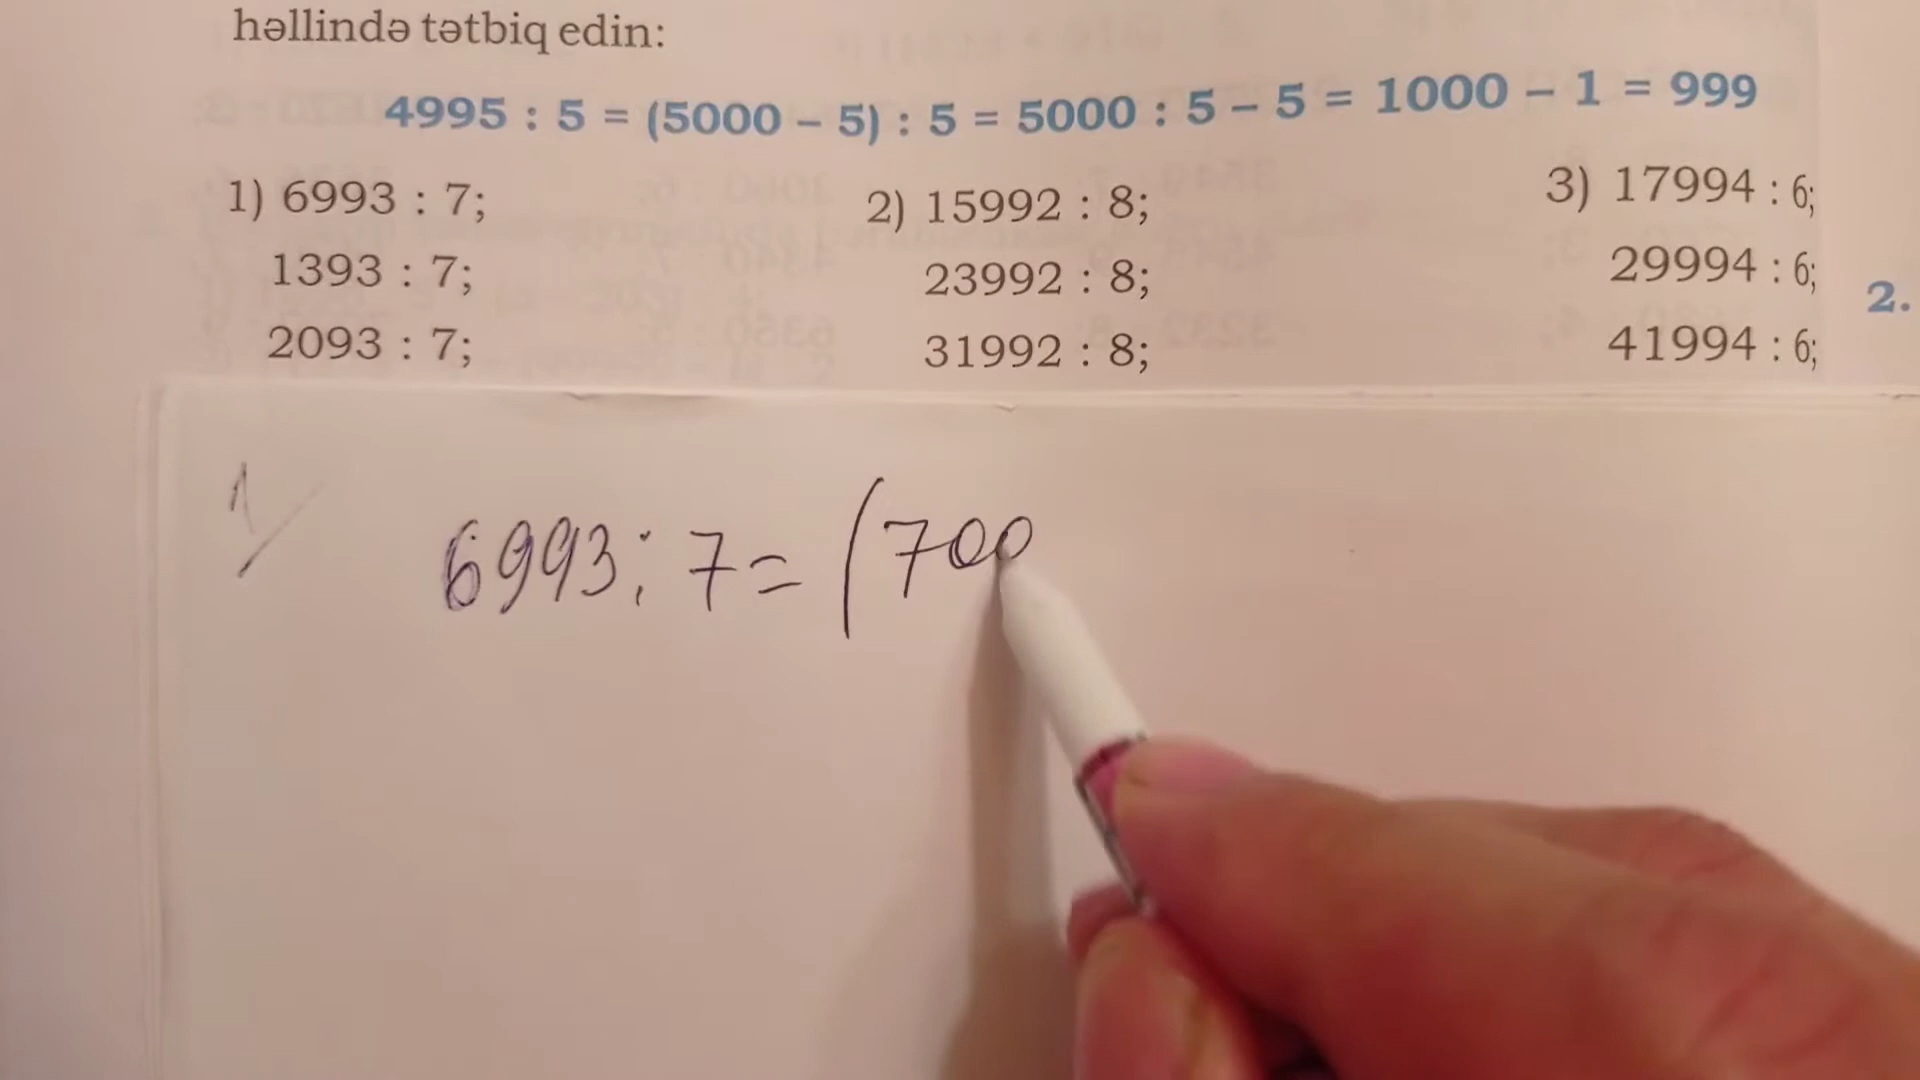 həllində tətbiq edin:
4995 : 5 = (5000 – 5) : 5 = 5000 : 5 – 5 = 1000 – 1 = 999
1) 6993 : 7; 2) 15992 : 8; 3) 17994 : 6;
1393 : 7; 23992 : 8; 29994 : 6;
2.
2093 : 7; 31992 : 8; 41994 : 6;
1/
6993 : 7 = (700